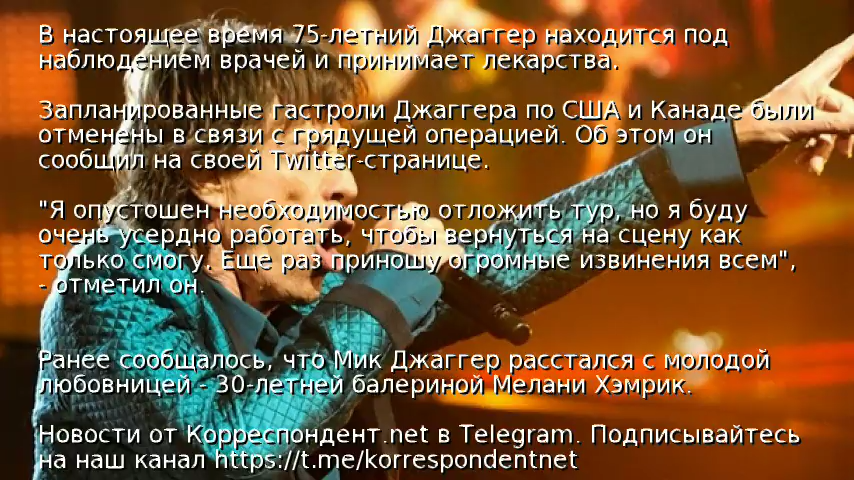 В настоящее время 75-летний Джаггер находится под
наблюдением врачей и принимает лекарства.
Запланированные гастроли Джаггера по США и Канаде были
отменены в связи с грядущей операцией. Об этом он
сообщил на своей Twitter-странице.
"Я опустошен необходимостью отложить тур, но я буду
очень усердно работать, чтобы вернуться на сцену как
только смогу. Еще раз приношу огромные извинения всем",
- отметил он.
Ранее сообщалось, что Мик Джаггер расстался с молодой
любовницей - 30-летней балериной Мелани Хэмрик.
Новости от Корреспондент.net в Telegram. Подписывайтесь
на наш канал https://t.me/korrespondentnet